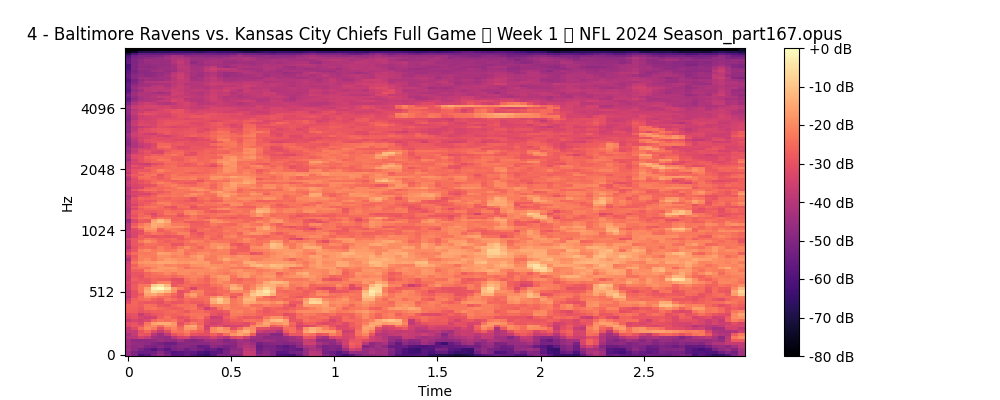 4 - Baltimore Ravens vs. Kansas City Chiefs Full Game ▯ Week 1 ▯ NFL 2024 Season_part167.opus
+0 dB
-10 dB
-20 dB
-30 dB
-40 dB
-50 dB
-60 dB
-70 dB
-80 dB
Hz
4096
2048
1024
512
0
0 0.5 1 1.5 2 2.5
Time